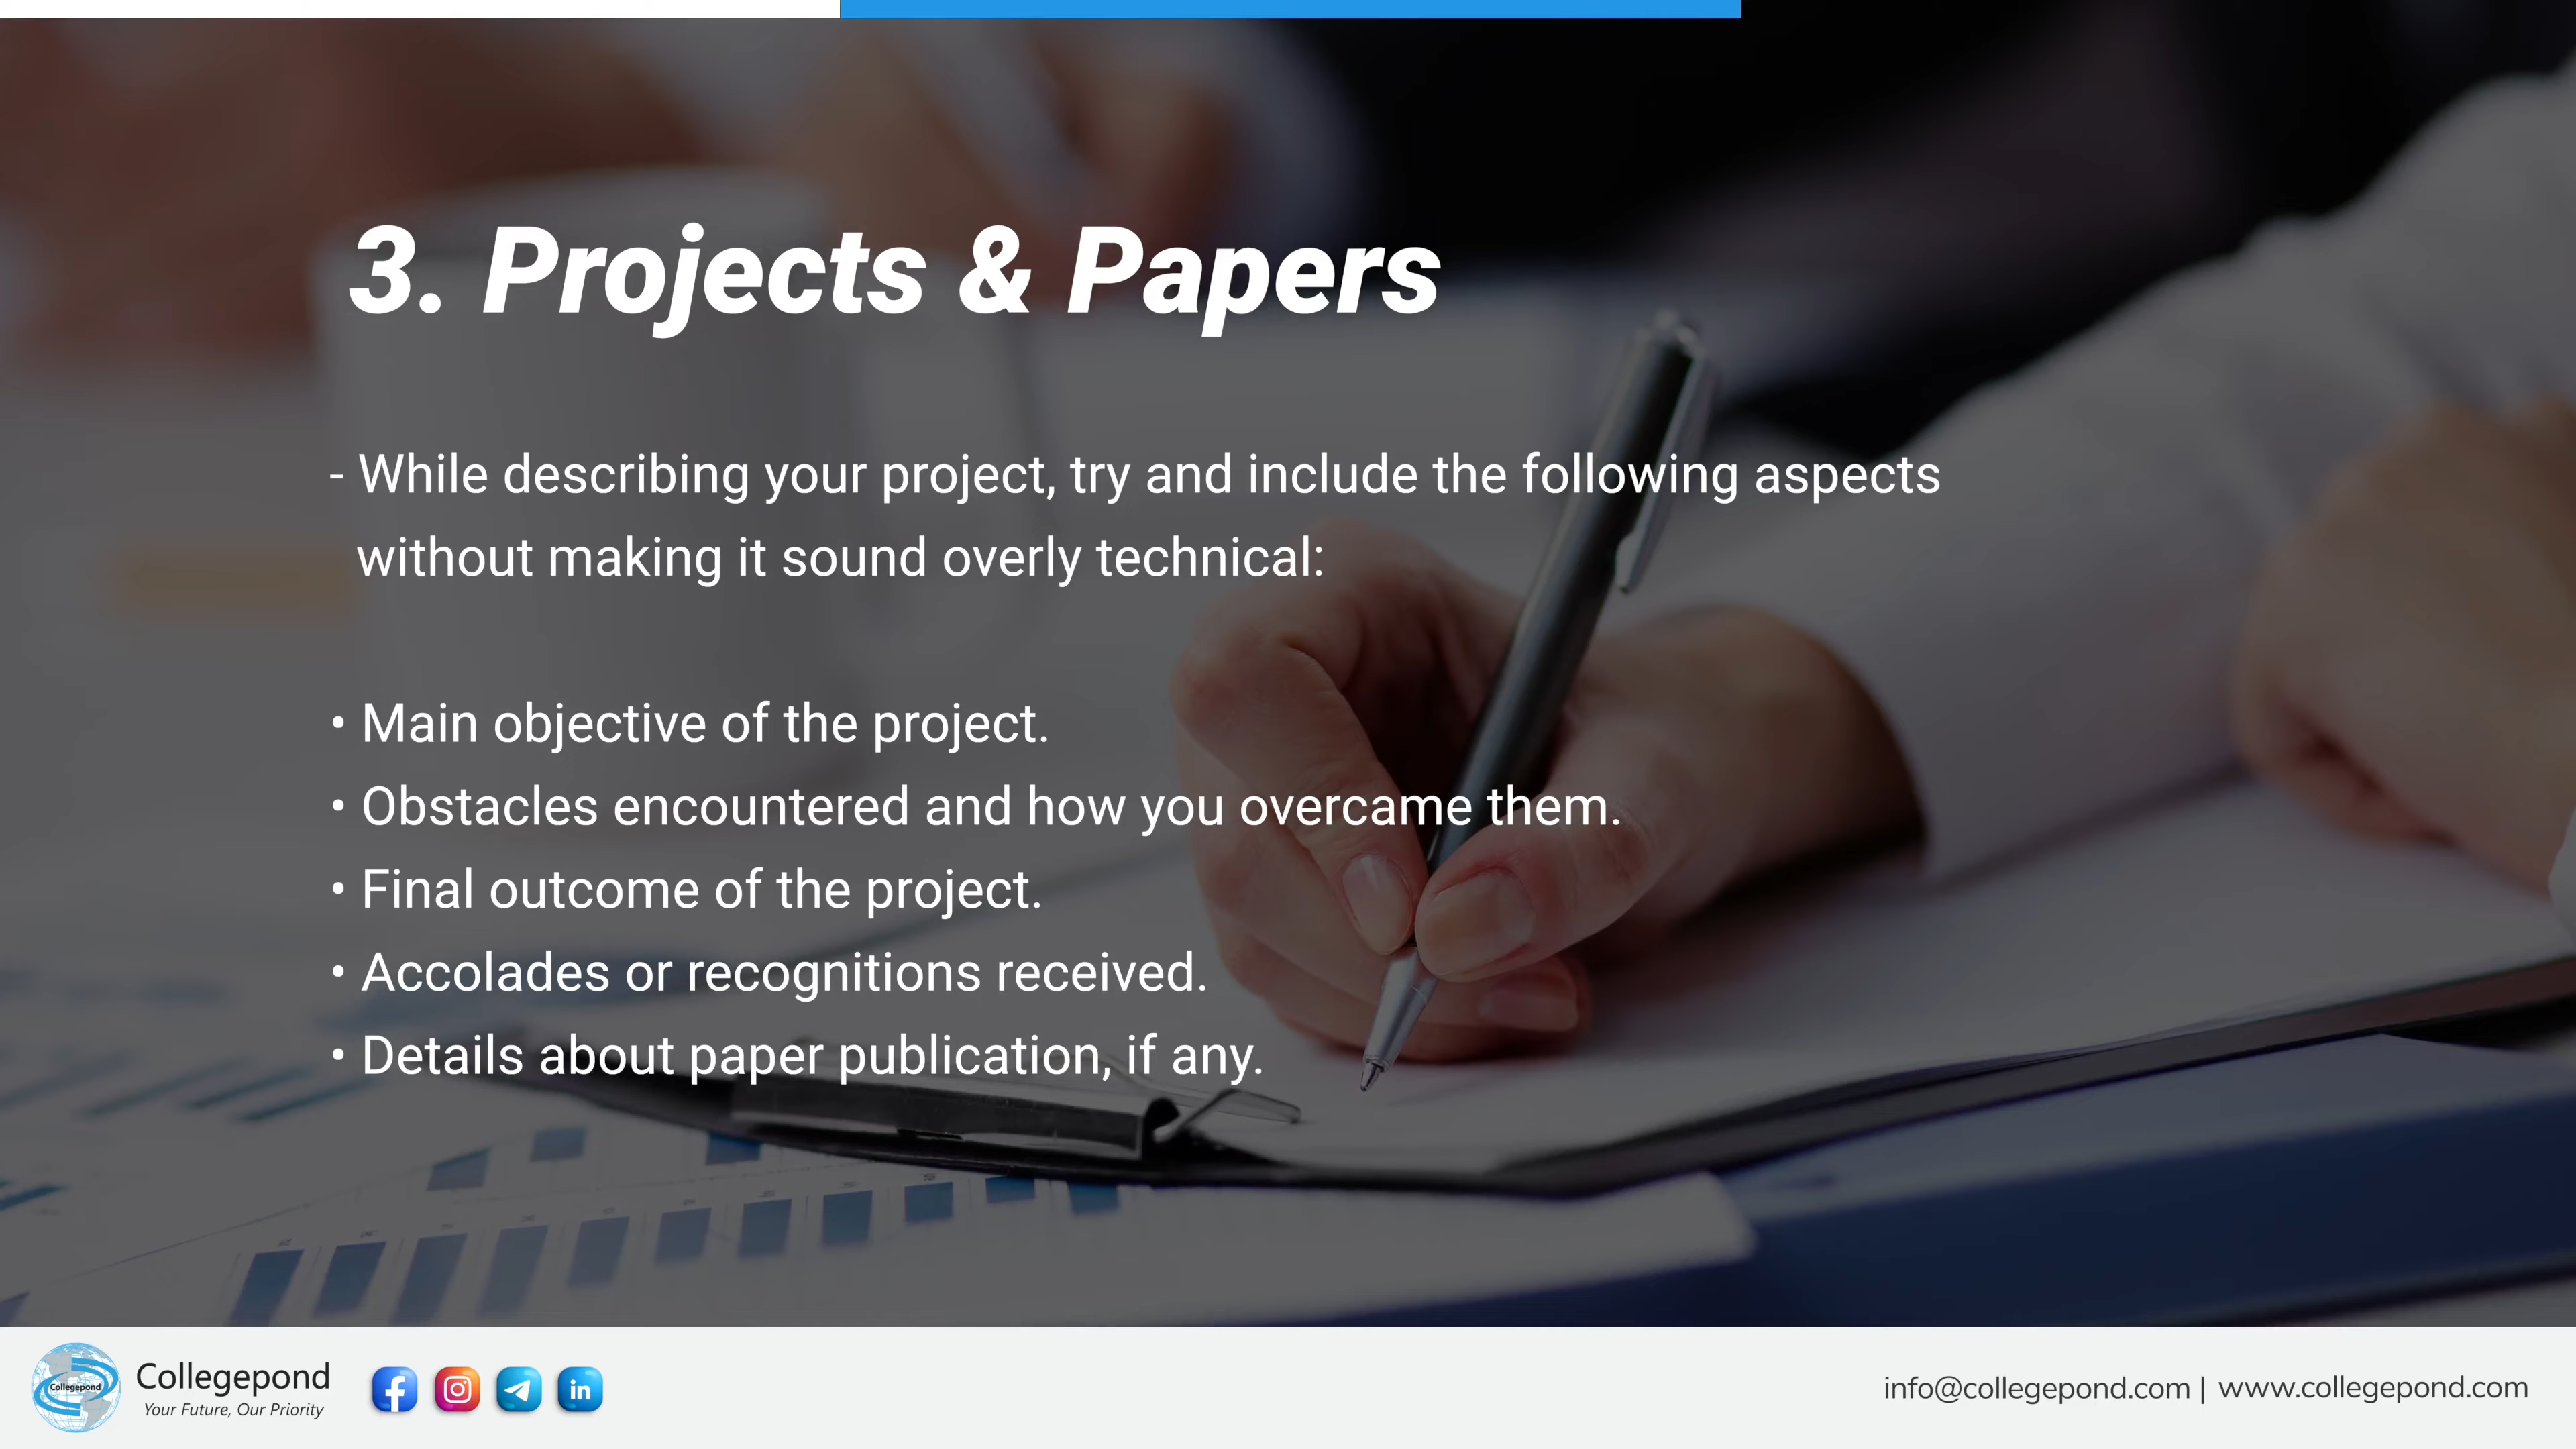 3. Projects & Papers
- While describing your project, try and include the following aspects
without making it sound overly technical:
• Main objective of the project.
• Obstacles encountered and how you overcame them.
• Final outcome of the project.
• Accolades or recognitions received.
• Details about paper publication, if any.
Collegepond
Collegepond
Your Future, Our Priority
info@collegepond.com | www.collegepond.com